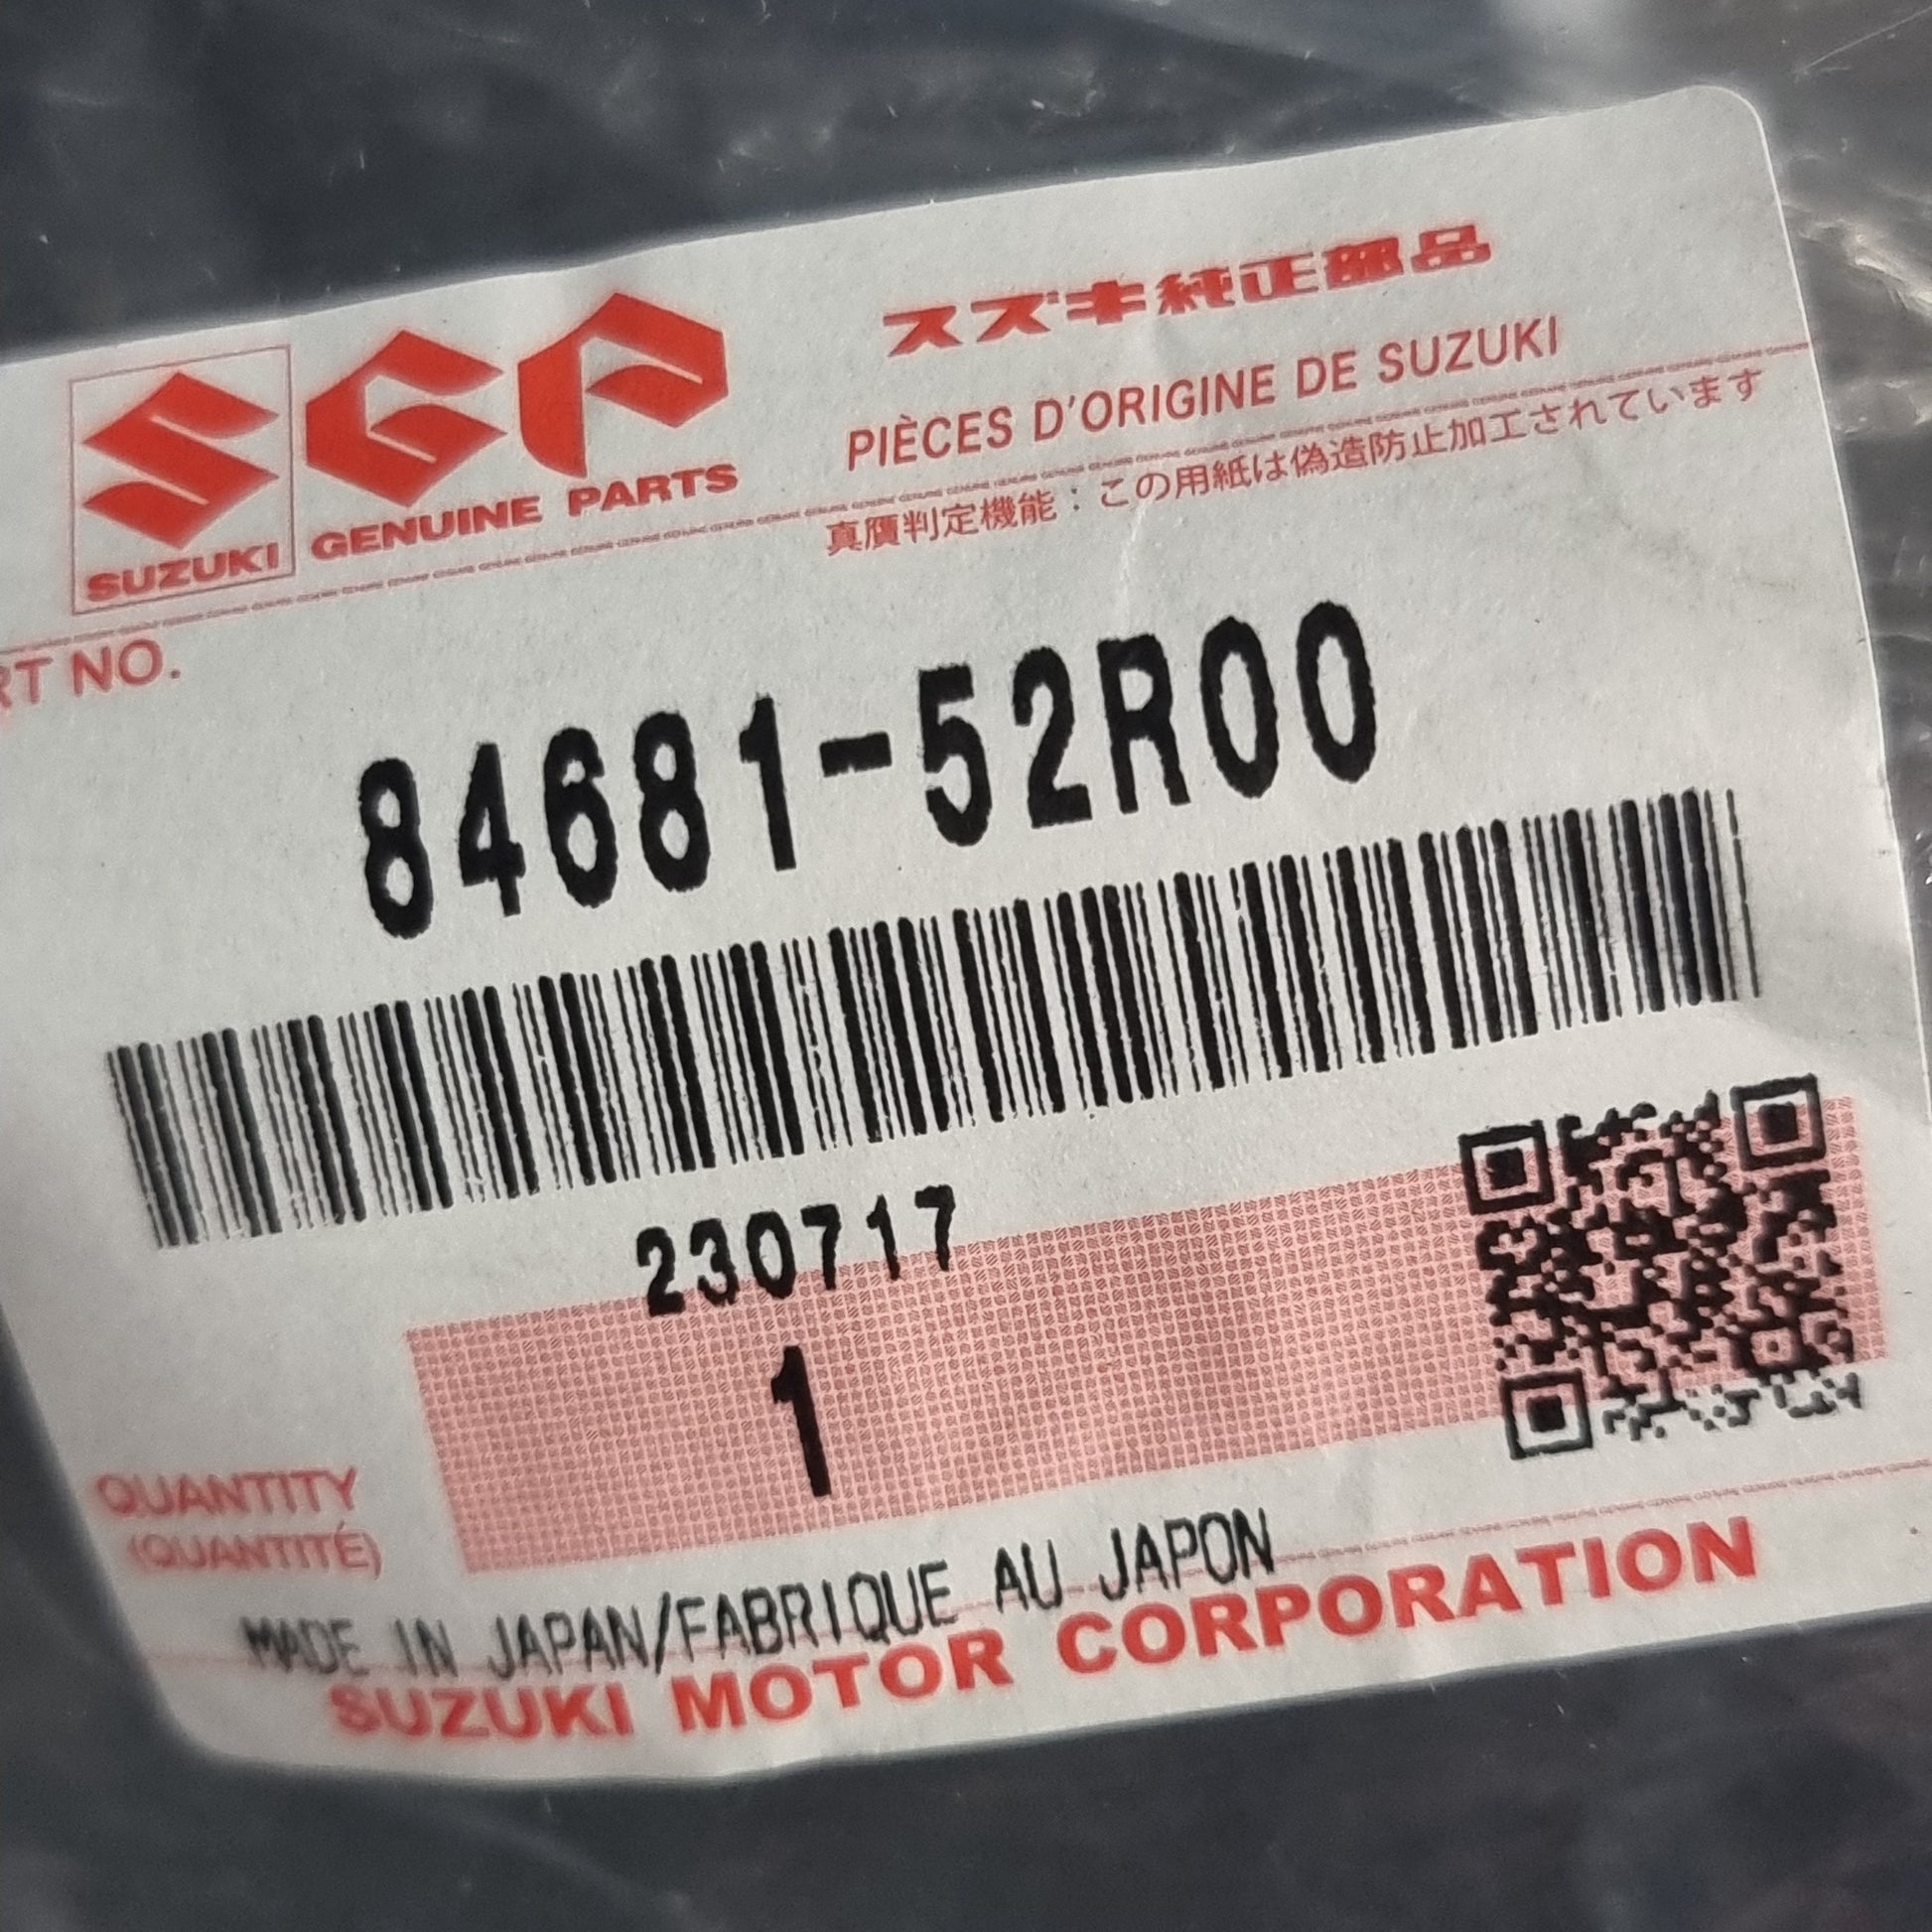 SGP
SUZUKI
GENUINE PARTS
スズキ純正部品
PIÈCES D'ORIGINE DE SUZUKI
真贋判定機能：この用紙は偽造防止加工されています
RT NO.
84681-52R00
230717
1
QUANTITY
(QUANTITÉ)
MADE IN JAPAN/FABRIQUE AU JAPON
SUZUKI MOTOR CORPORATION